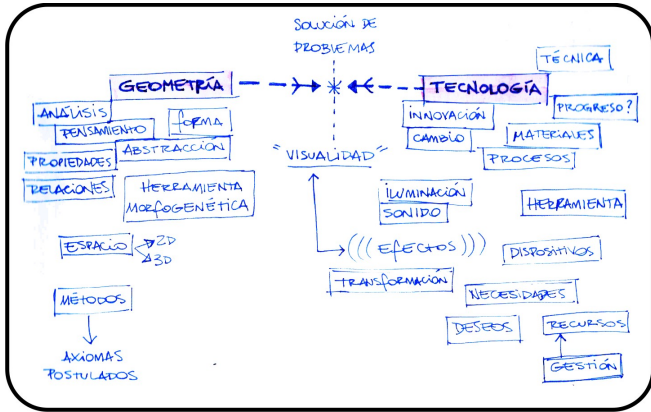 SOLUCIÓN DE
PROBLEMAS
GEOMETRÍA
TECNOLOGÍA
TÉCNICA
ANÁLISIS
PENSAMIENTO
FORMA
ABSTRACCIÓN
PROPIEDADES
RELACIONES
HERRAMIENTA
MORFOGENÉTICA
ESPACIO
2D
3D
MÉTODOS
AXIOMAS
POSTULADOS
"VISUALIDAD"
INNOVACIÓN
CAMBIO
PROGRESO?
MATERIALES
PROCESOS
ILUMINACIÓN
SONIDO
HERRAMIENTA
(((EFECTOS)))
DISPOSITIVOS
TRANSFORMACIÓN
NECESIDADES
DESEOS
RECURSOS
GESTIÓN